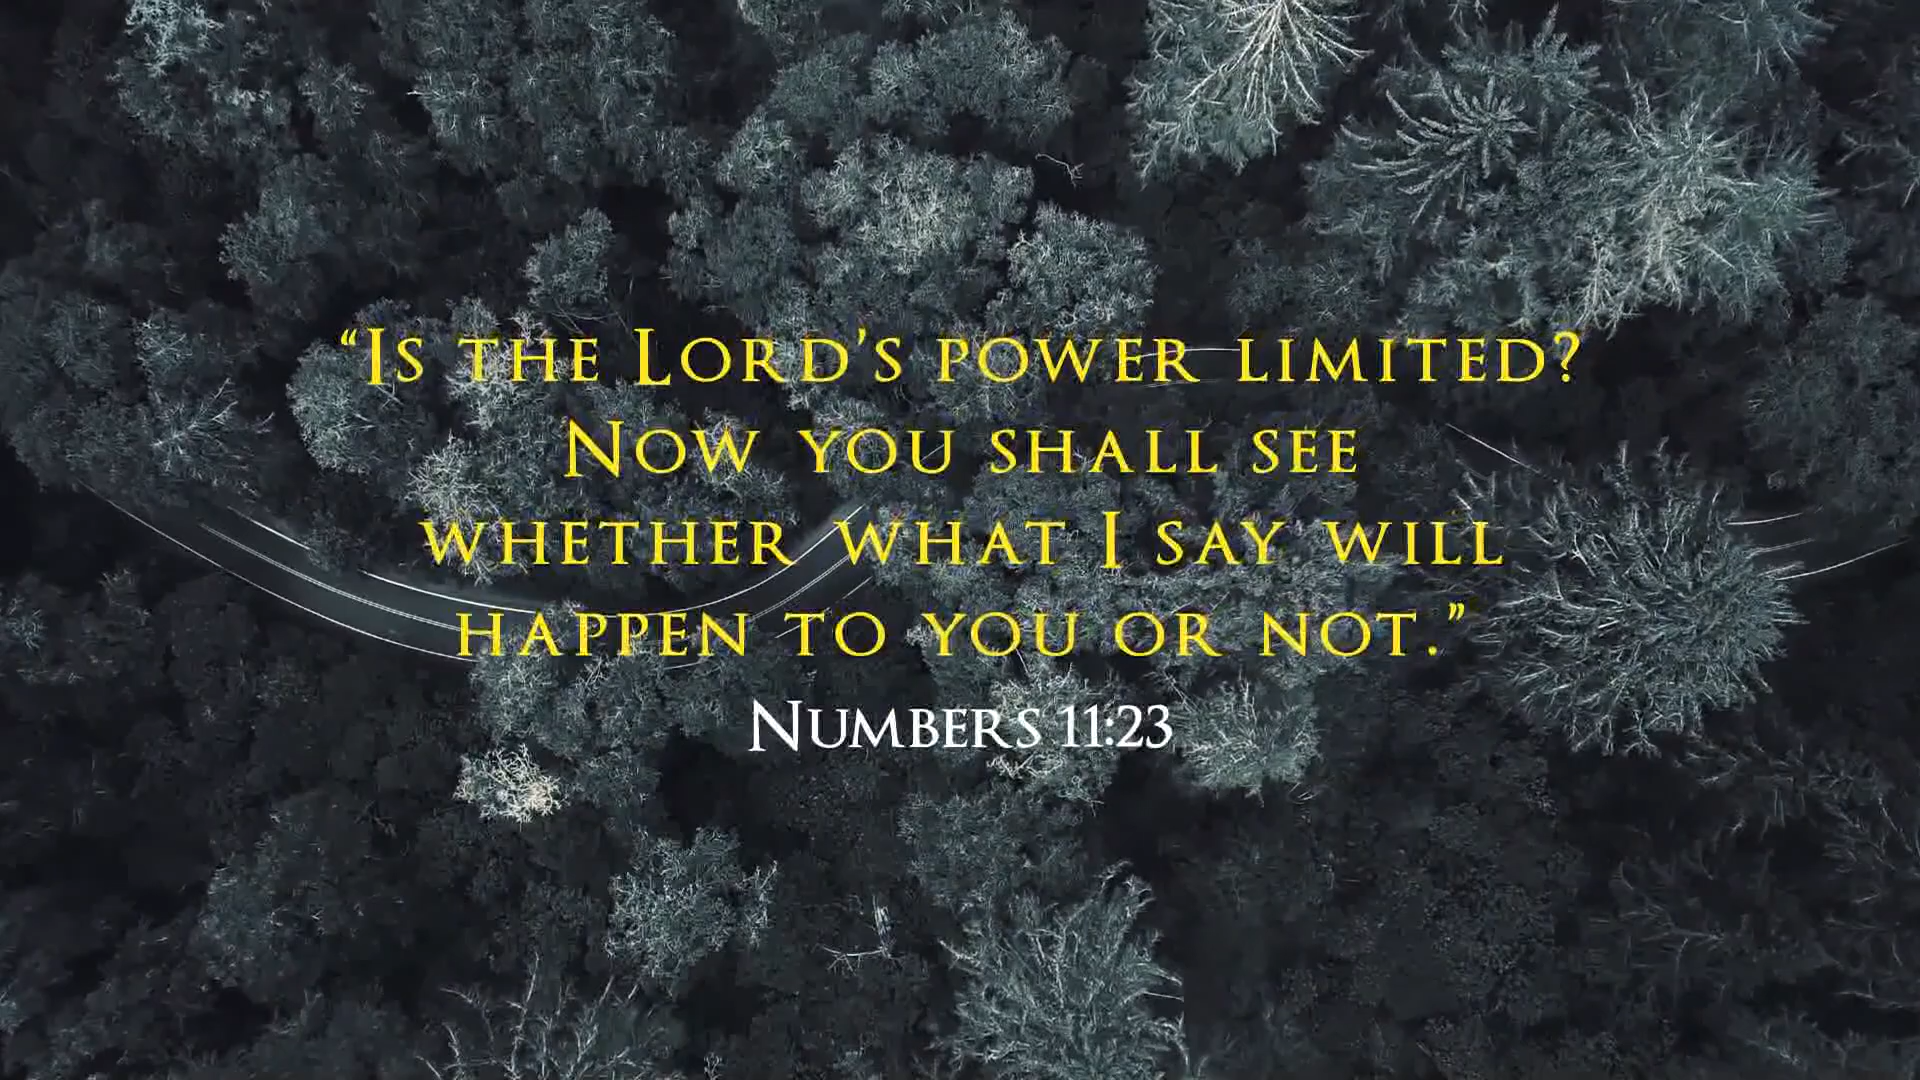 “Is the Lord’s power limited?
Now you shall see
whether what I say will
happen to you or not.”
Numbers 11:23